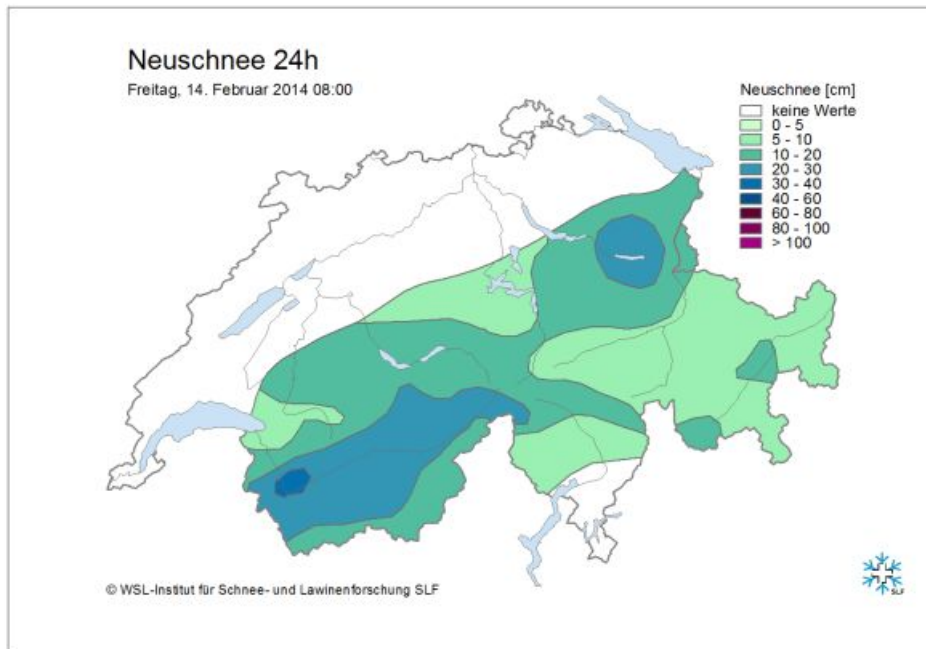 Neuschnee 24h
Freitag, 14. Februar 2014 08:00
Neuschnee [cm]
keine Werte
0 - 5
5 - 10
10 - 20
20 - 30
30 - 40
40 - 60
60 - 80
80 - 100
> 100
© WSL-Institut für Schnee- und Lawinenforschung SLF
SLF